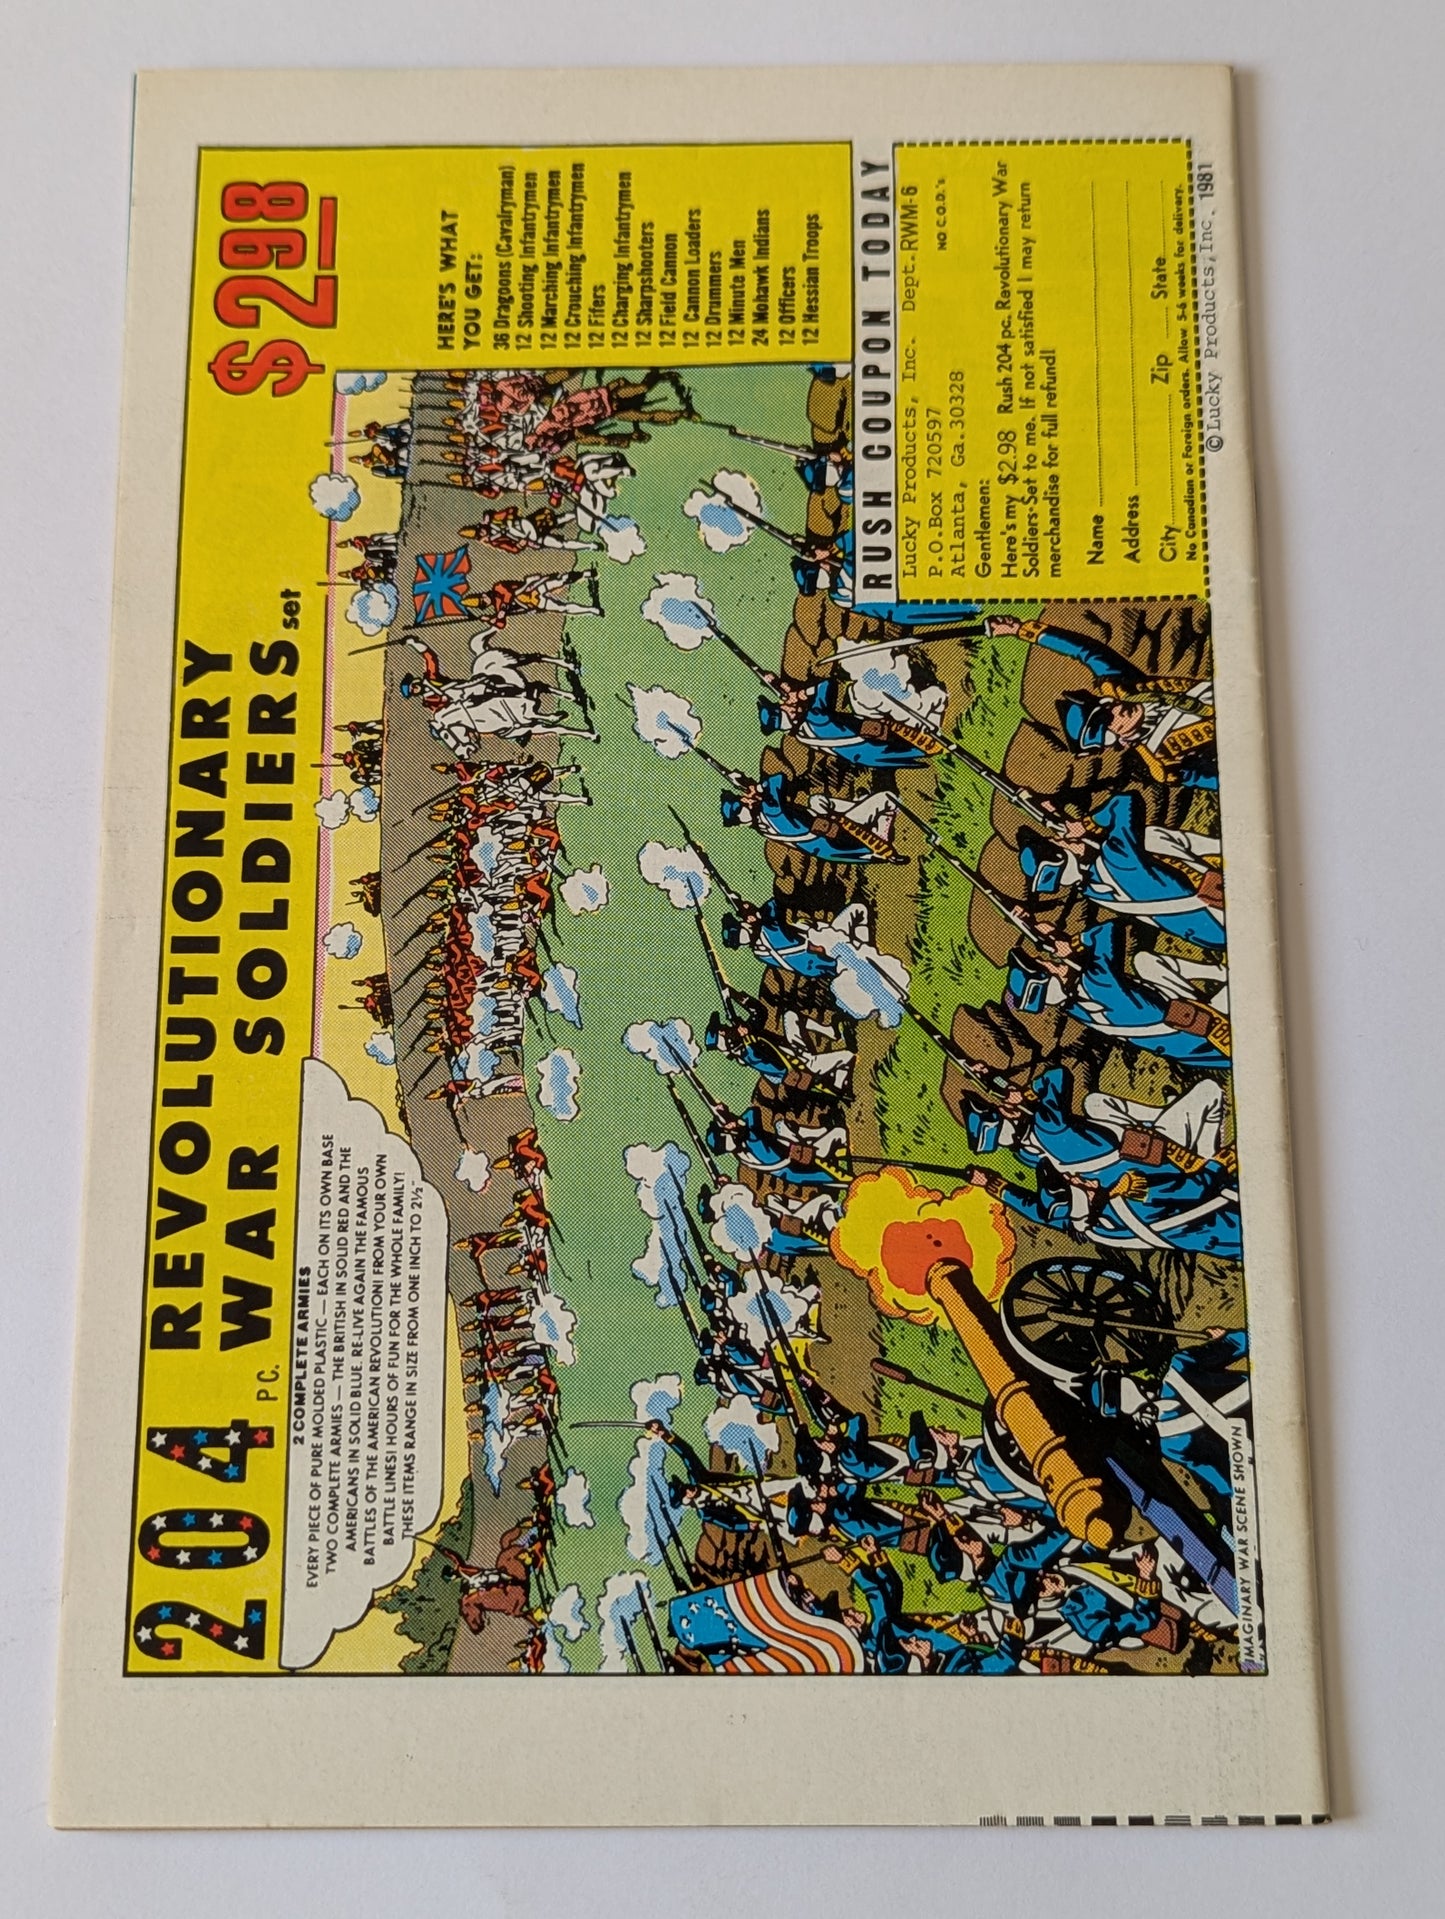 204 PC. REVOLUTIONARY
WAR SOLDIERS set
$298
2 COMPLETE ARMIES
EVERY PIECE OF PURE MOLDED PLASTIC — EACH ON ITS OWN BASE
TWO COMPLETE ARMIES — THE BRITISH IN SOLID RED AND THE
AMERICANS IN SOLID BLUE. RE-LIVE AGAIN THE FAMOUS
BATTLES OF THE AMERICAN REVOLUTION! FROM YOUR OWN
BATTLE LINES! HOURS OF FUN FOR THE WHOLE FAMILY!
THESE ITEMS RANGE IN SIZE FROM ONE INCH TO 2½"
HERE'S WHAT
YOU GET:
36 Dragoons (Cavalryman)
12 Shooting Infantrymen
12 Marching Infantrymen
12 Crouching Infantrymen
12 Fifers
12 Charging Infantrymen
12 Sharpshooters
12 Field Cannon
12 Cannon Loaders
12 Drummers
12 Minute Men
24 Mohawk Indians
12 Officers
12 Hessian Troops
RUSH COUPON TODAY
Lucky Products, Inc. Dept.RWM-6
P.O.Box 720597 NO C.O.D.'s
Atlanta, Ga.30328
Gentlemen:
Here's my $2.98 Rush 204 pc. Revolutionary War
Soldiers-Set to me. If not satisfied I may return
merchandise for full refund!
Name
Address
City Zip State
No Canadian or Foreign orders. Allow 5-6 weeks for delivery.
©Lucky Products,Inc. 1981
IMAGINARY WAR SCENE SHOWN